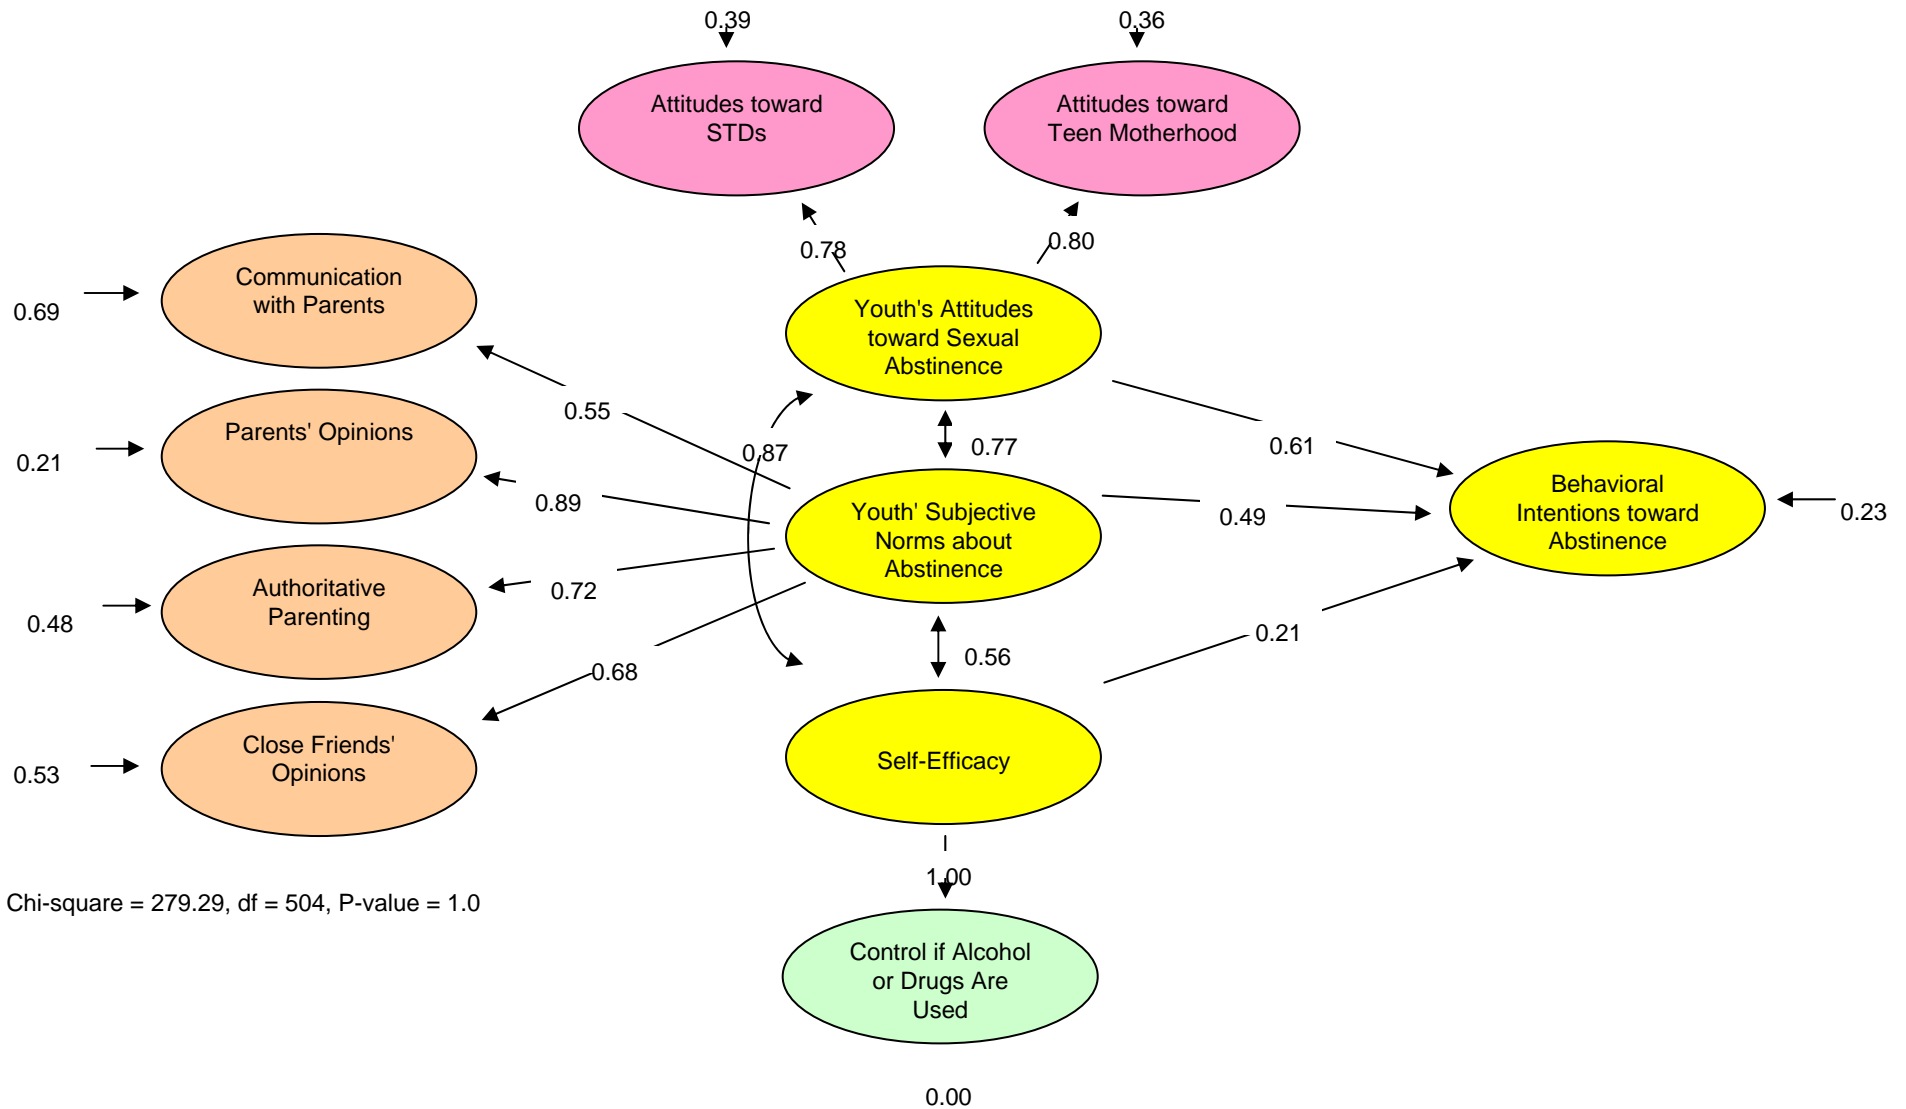 0.39
0.36
Attitudes toward
STDs
Attitudes toward
Teen Motherhood
0.78
0.80
Communication
with Parents
0.69
Youth's Attitudes
toward Sexual
Abstinence
0.55
Parents' Opinions
0.21
0.87
0.77
0.61
0.89
Youth' Subjective
Norms about
Abstinence
0.49
Behavioral
Intentions toward
Abstinence
0.23
Authoritative
Parenting
0.48
0.72
0.68
0.56
0.21
Close Friends'
Opinions
0.53
Self-Efficacy
1.00
Chi-square = 279.29, df = 504, P-value = 1.0
Control if Alcohol
or Drugs Are
Used
0.00